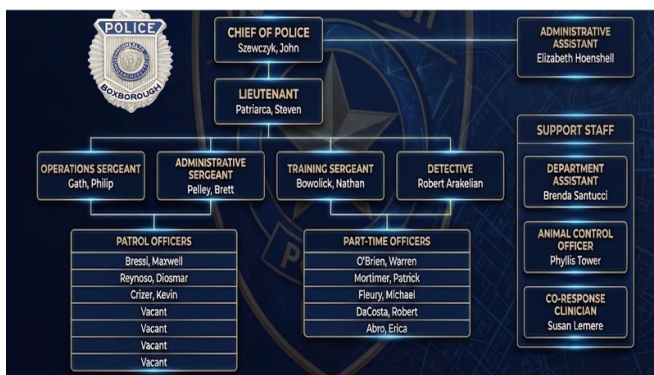 POLICE
BOXBOROUGH
CHIEF OF POLICE
Szewczyk, John
ADMINISTRATIVE
ASSISTANT
Elizabeth Hoenshell
LIEUTENANT
Patriarca, Steven
OPERATIONS SERGEANT
Gath, Philip
ADMINISTRATIVE
SERGEANT
Pelley, Brett
TRAINING SERGEANT
Bowolick, Nathan
DETECTIVE
Robert Arakelian
PATROL OFFICERS
Bressl, Maxwell
Reynoso, Diosmar
Crizer, Kevin
Vacant
Vacant
Vacant
Vacant
PART-TIME OFFICERS
O'Brien, Warren
Mortimer, Patrick
Fleury, Michael
DaCosta, Robert
Abro, Erica
SUPPORT STAFF
DEPARTMENT
ASSISTANT
Brenda Santucci
ANIMAL CONTROL
OFFICER
Phyllis Tower
CO-RESPONSE
CLINICIAN
Susan Lemere